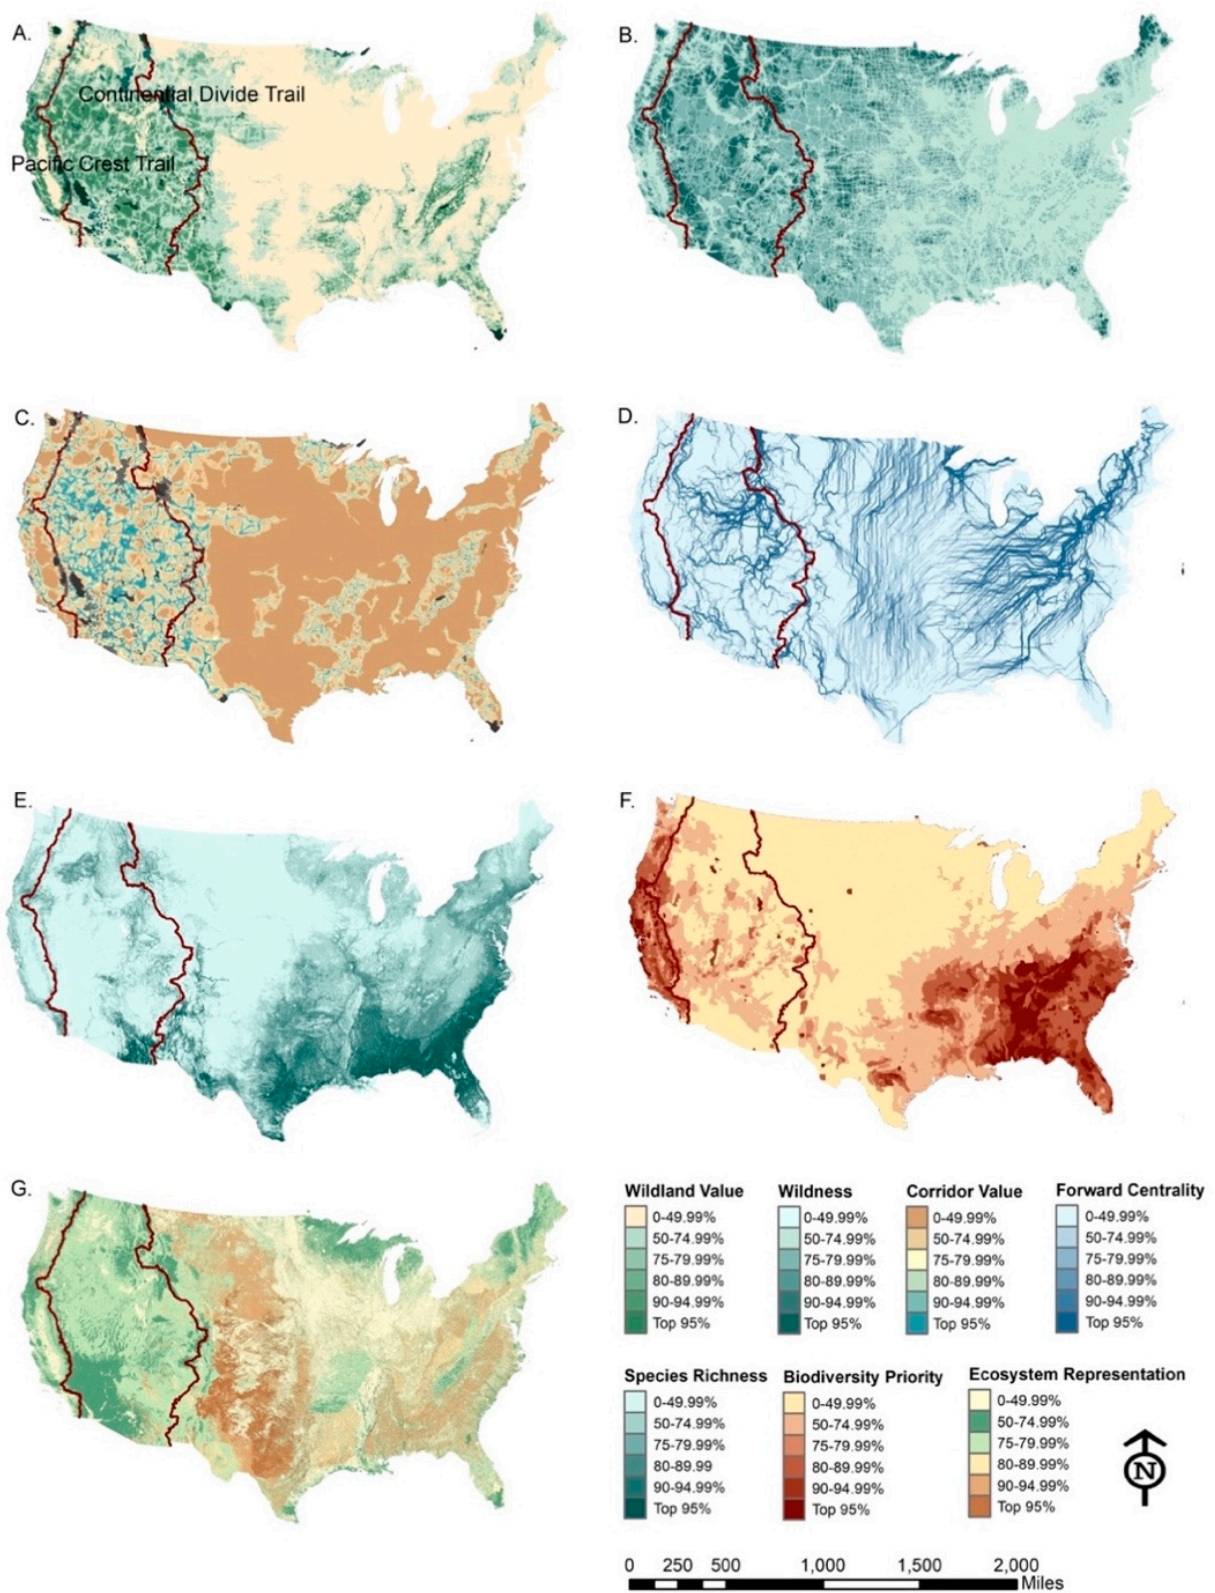 A.
Continental Divide Trail
Pacific Crest Trail
B.
C.
D.
E.
F.
G.
Wildland Value
0-49.99%
50-74.99%
75-79.99%
80-89.99%
90-94.99%
Top 95%
Wildness
0-49.99%
50-74.99%
75-79.99%
80-89.99%
90-94.99%
Top 95%
Corridor Value
0-49.99%
50-74.99%
75-79.99%
80-89.99%
90-94.99%
Top 95%
Forward Centrality
0-49.99%
50-74.99%
75-79.99%
80-89.99%
90-94.99%
Top 95%
Species Richness
0-49.99%
50-74.99%
75-79.99%
80-89.99
90-94.99%
Top 95%
Biodiversity Priority
0-49.99%
50-74.99%
75-79.99%
80-89.99%
90-94.99%
Top 95%
Ecosystem Representation
0-49.99%
50-74.99%
75-79.99%
80-89.99%
90-94.99%
Top 95%
N
0 250 500 1,000 1,500 2,000
Miles